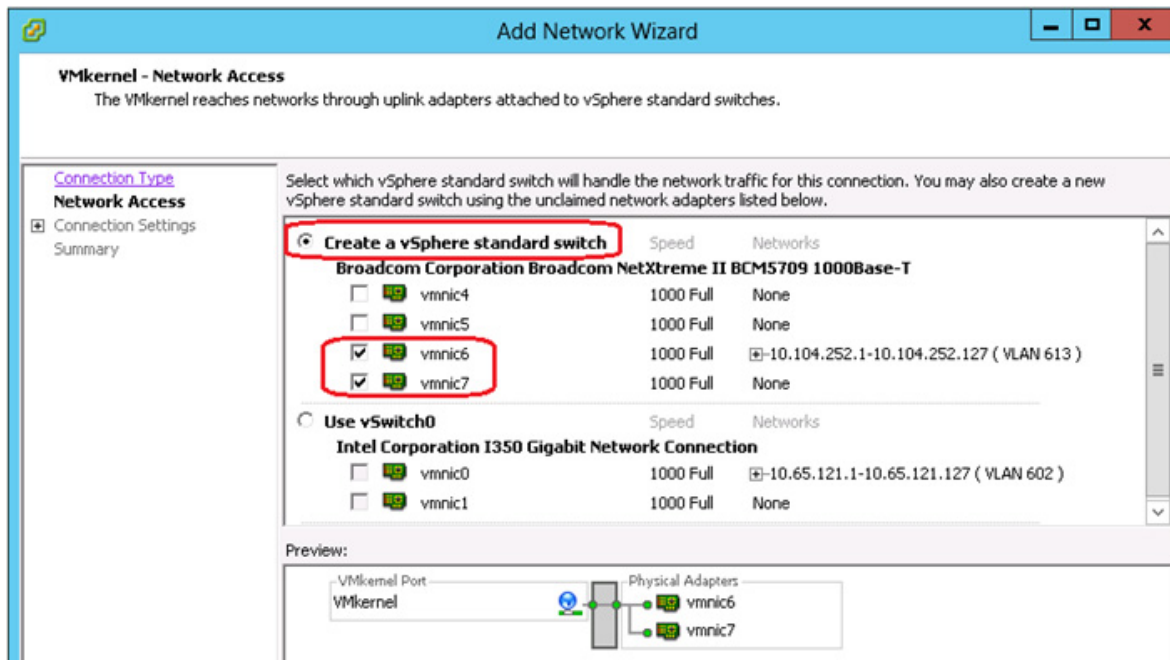 Add Network Wizard
VMkernel - Network Access
The VMkernel reaches networks through uplink adapters attached to vSphere standard switches.
Connection Type
Network Access
Connection Settings
Summary
Select which vSphere standard switch will handle the network traffic for this connection. You may also create a new
vSphere standard switch using the unclaimed network adapters listed below.
Create a vSphere standard switch Speed Networks
Broadcom Corporation Broadcom NetXtreme II BCM5709 1000Base-T
vmnic4 1000 Full None
vmnic5 1000 Full None
vmnic6 1000 Full 10.104.252.1-10.104.252.127 ( VLAN 613 )
vmnic7 1000 Full None
Use vSwitch0 Speed Networks
Intel Corporation I350 Gigabit Network Connection
vmnic0 1000 Full 10.65.121.1-10.65.121.127 ( VLAN 602 )
vmnic1 1000 Full None
Preview:
VMkernel Port Physical Adapters
VMkernel vmnic6
vmnic7